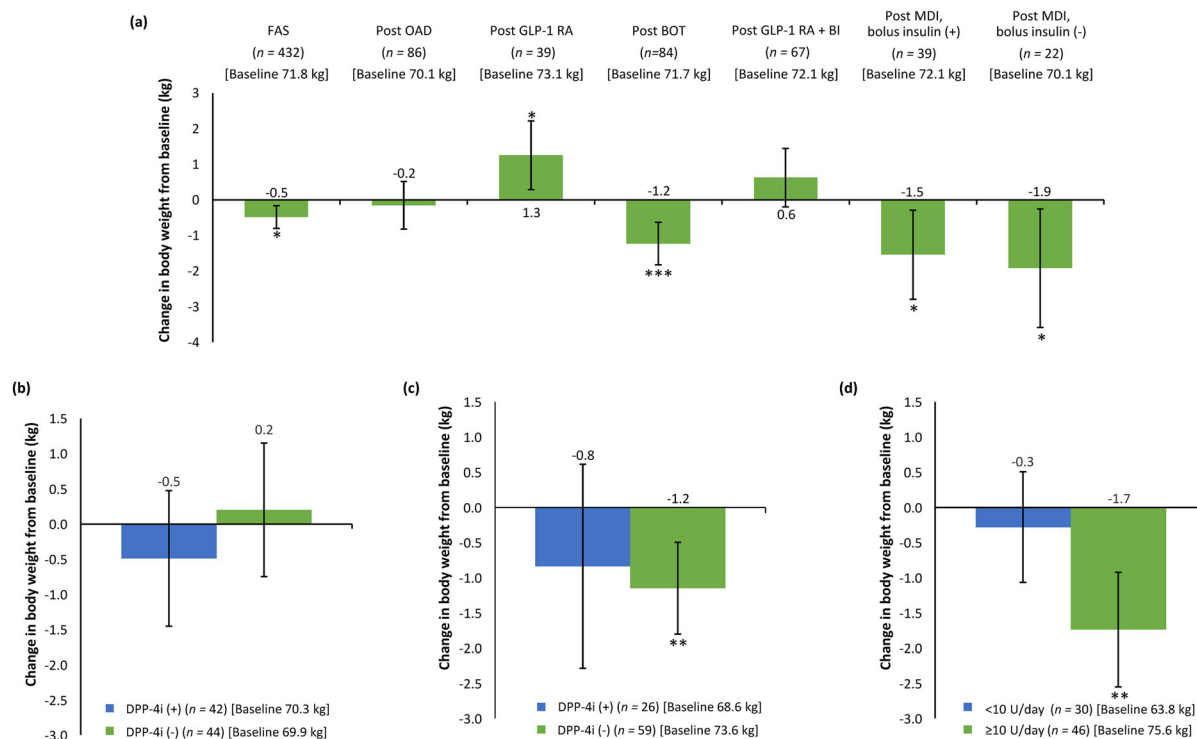 (a)
FAS
(n = 432)
[Baseline 71.8 kg]
Post OAD
(n = 86)
[Baseline 70.1 kg]
Post GLP-1 RA
(n = 39)
[Baseline 73.1 kg]
Post BOT
(n=84)
[Baseline 71.7 kg]
Post GLP-1 RA + BI
(n = 67)
[Baseline 72.1 kg]
Post MDI,
bolus insulin (+)
(n = 39)
[Baseline 72.1 kg]
Post MDI,
bolus insulin (-)
(n = 22)
[Baseline 70.1 kg]
Change in body weight from baseline (kg)
3
2
1
0
-1
-2
-3
-4
-0.5
*
-0.2
*
1.3
-1.2
***
0.6
-1.5
*
-1.9
*
(b)
Change in body weight from baseline (kg)
1.5
1.0
0.5
0.0
-0.5
-1.0
-1.5
-2.0
-2.5
-3.0
-0.5
0.2
DPP-4i (+) (n = 42) [Baseline 70.3 kg]
DPP-4i (-) (n = 44) [Baseline 69.9 kg]
(c)
Change in body weight from baseline (kg)
1.5
1.0
0.5
0.0
-0.5
-1.0
-1.5
-2.0
-2.5
-3.0
-0.8
-1.2
**
DPP-4i (+) (n = 26) [Baseline 68.6 kg]
DPP-4i (-) (n = 59) [Baseline 73.6 kg]
(d)
Change in body weight from baseline (kg)
1.5
1.0
0.5
0.0
-0.5
-1.0
-1.5
-2.0
-2.5
-3.0
-0.3
-1.7
**
<10 U/day (n = 30) [Baseline 63.8 kg]
≥10 U/day (n = 46) [Baseline 75.6 kg]